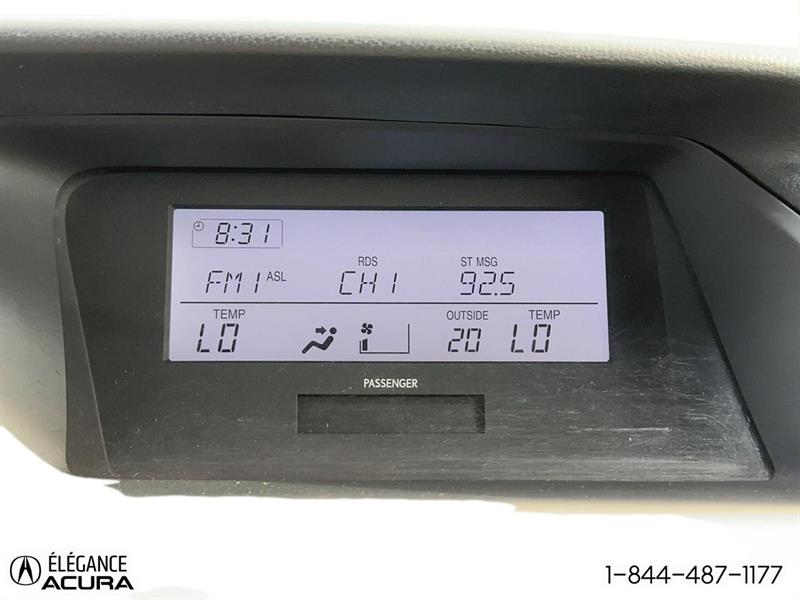 8:31
FM1 ASL RDS CH1 ST MSG 92.5
TEMP OUTSIDE TEMP
LO 20 LO
PASSENGER
ÉLÉGANCE
ACURA
1-844-487-1177